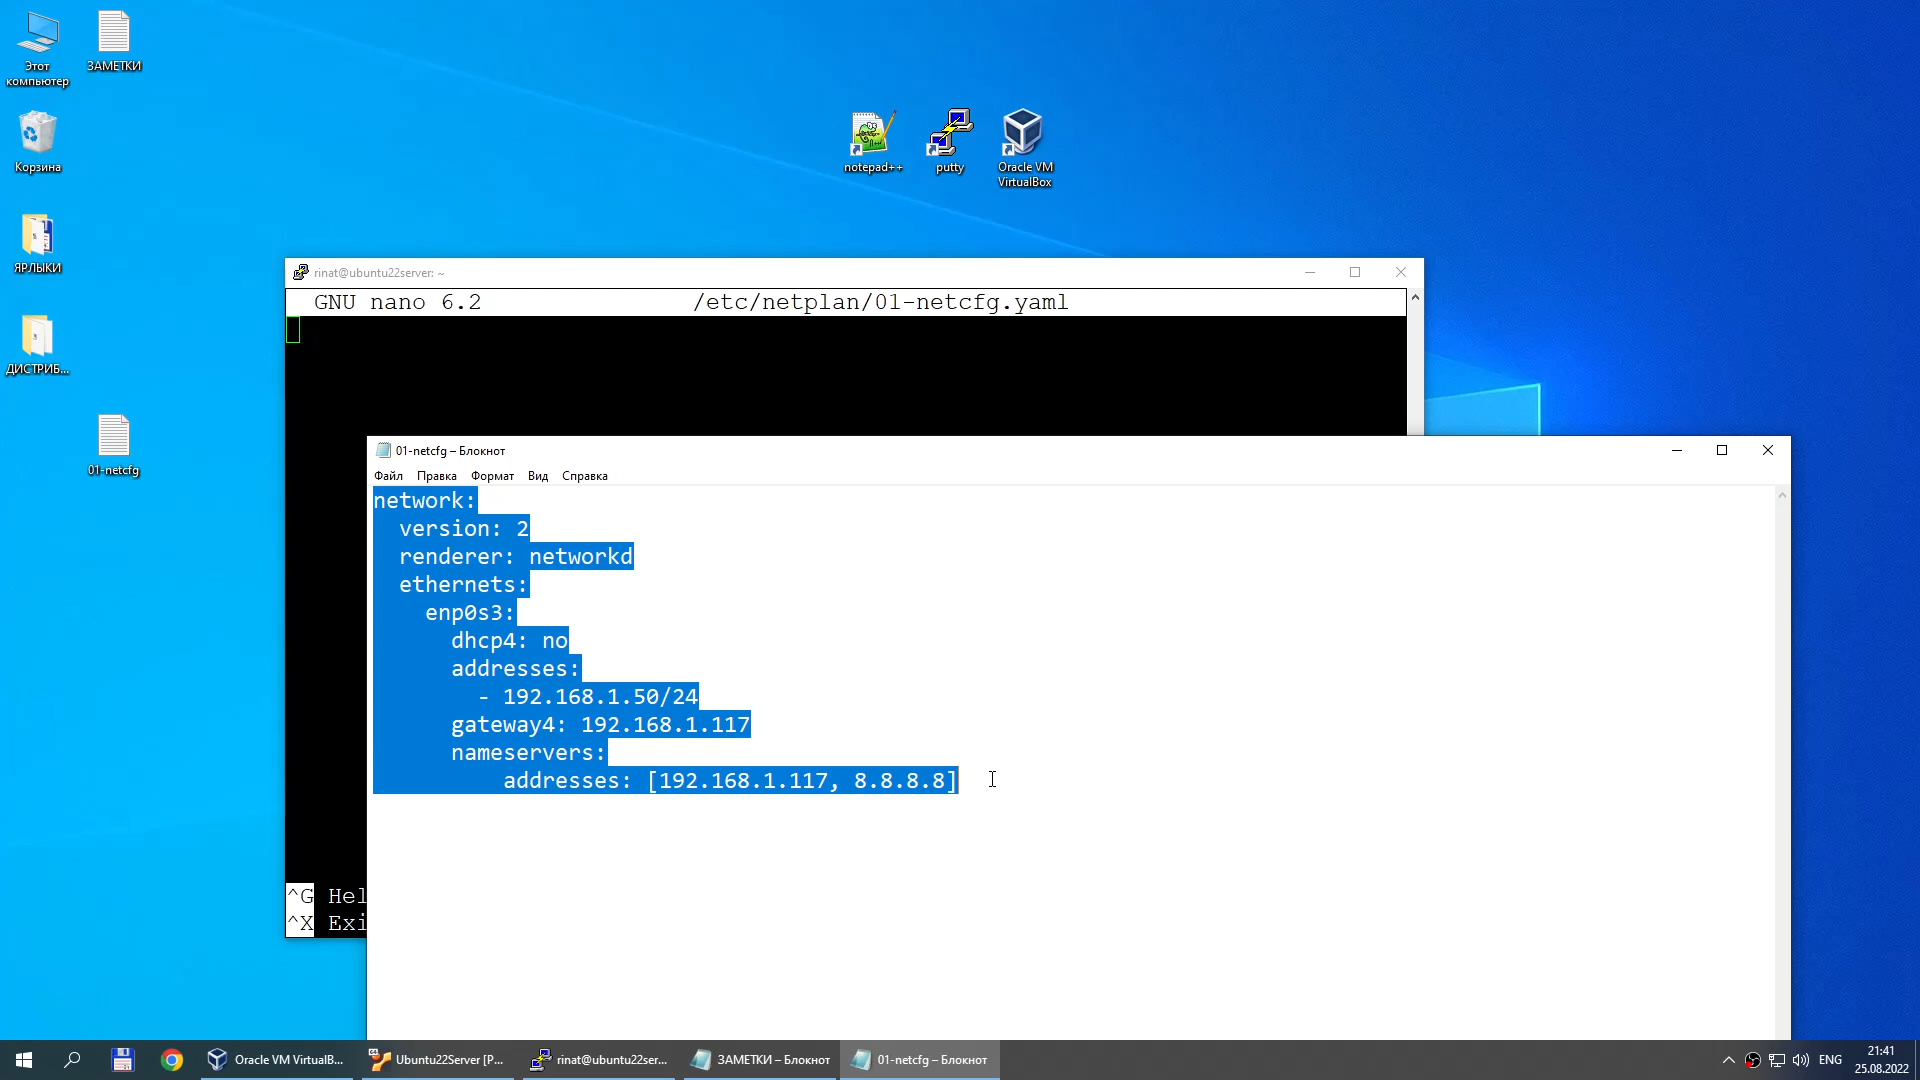 Этот
компьютер
ЗАМЕТКИ
Корзина
ЯРЛЫКИ
ДИСТРИБ...
01-netcfg
notepad++
putty
Oracle VM
VirtualBox
rinat@ubuntu22server: ~
GNU nano 6.2 /etc/netplan/01-netcfg.yaml
^G Hel
^X Exi
01-netcfg – Блокнот
Файл Правка Формат Вид Справка
network:
version: 2
renderer: networkd
ethernets:
enp0s3:
dhcp4: no
addresses:
- 192.168.1.50/24
gateway4: 192.168.1.117
nameservers:
addresses: [192.168.1.117, 8.8.8.8]
Oracle VM VirtualB...
Ubuntu22Server [P...
rinat@ubuntu22ser...
ЗАМЕТКИ – Блокнот
01-netcfg – Блокнот
ENG
21:41
25.08.2022